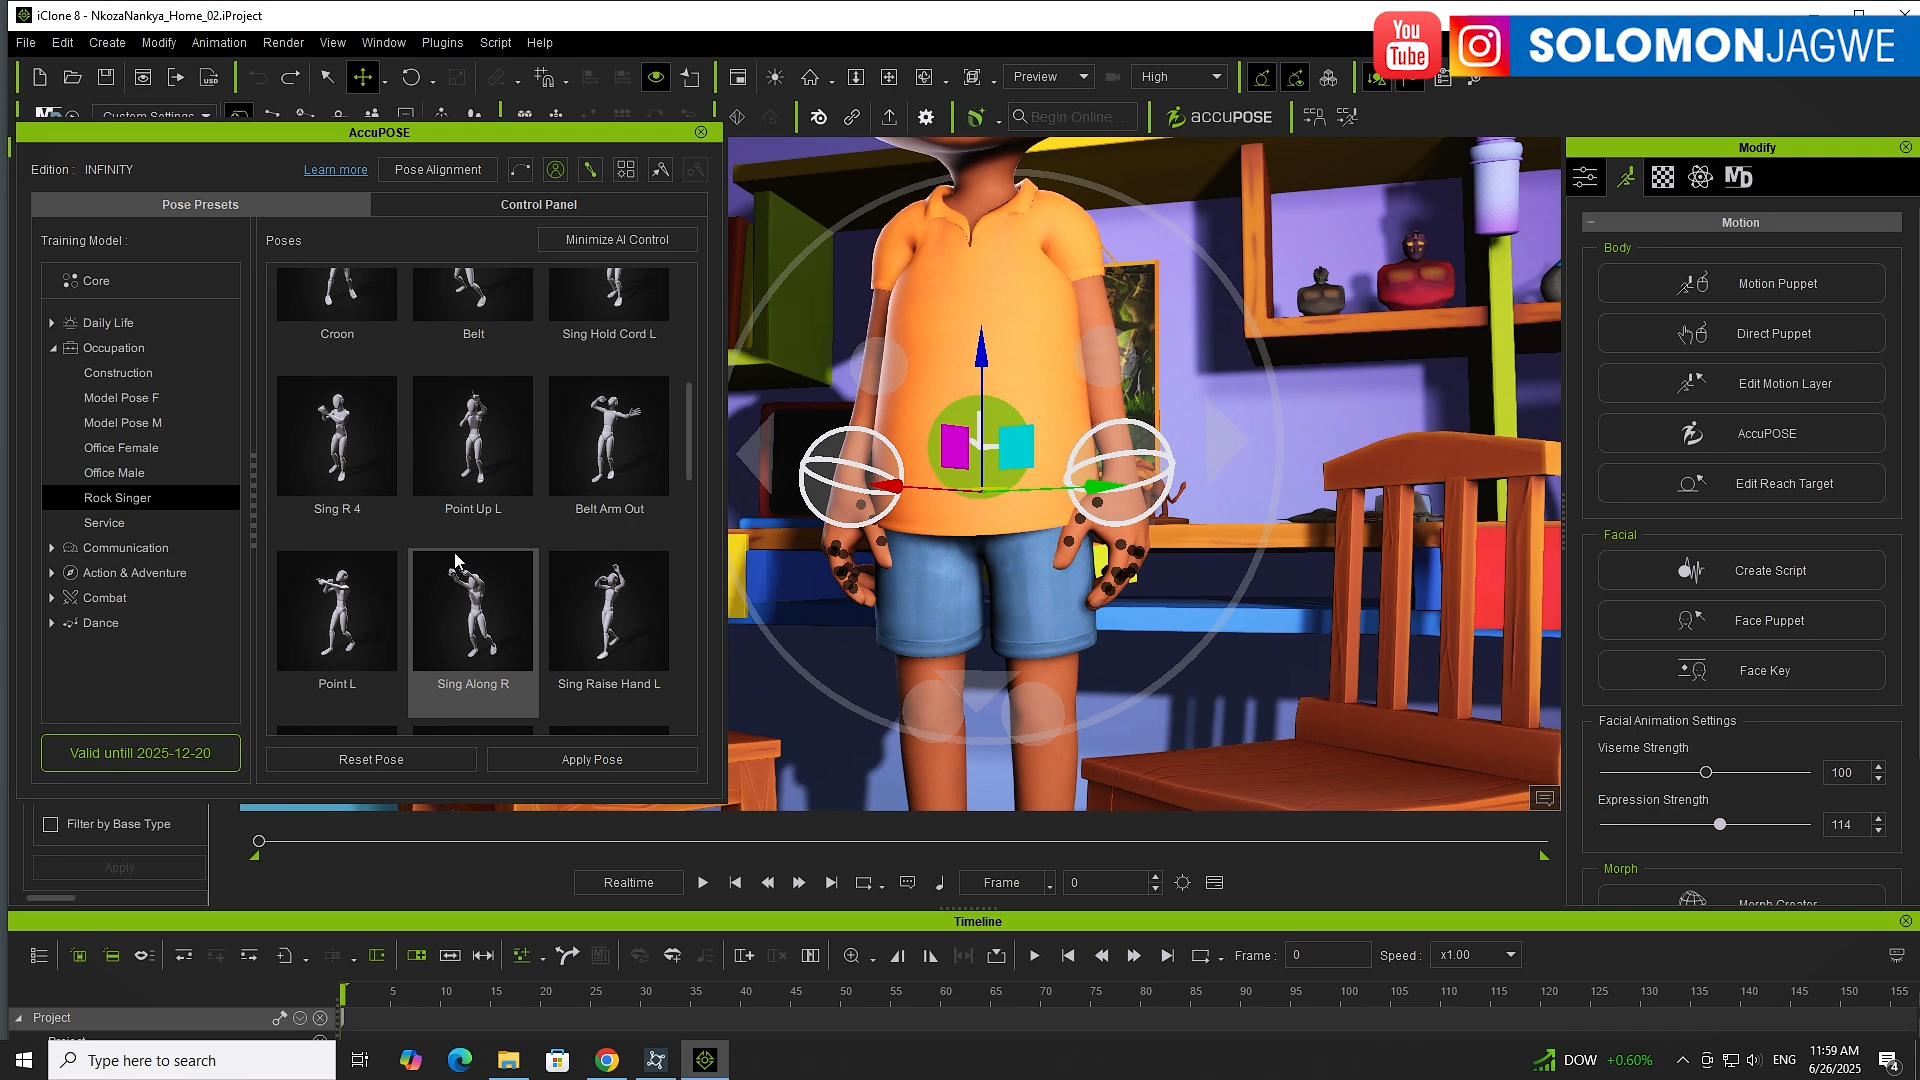 iClone 8 - NkozaNankya_Home_02.iProject
File Edit Create Modify Animation Render View Window Plugins Script Help
You Tube
SOLOMONJAGWE
Preview High
Custom Settings
Begin Online ...
accuPOSE
AccuPOSE
Edition : INFINITY
Learn more
Pose Alignment
Pose Presets
Control Panel
Training Model :
Core
Daily Life
Occupation
Construction
Model Pose F
Model Pose M
Office Female
Office Male
Rock Singer
Service
Communication
Action & Adventure
Combat
Dance
Valid untill 2025-12-20
Poses
Minimize AI Control
Croon
Belt
Sing Hold Cord L
Sing R 4
Point Up L
Belt Arm Out
Point L
Sing Along R
Sing Raise Hand L
Reset Pose
Apply Pose
Filter by Base Type
Apply
Modify
MD
Motion
Body
Motion Puppet
Direct Puppet
Edit Motion Layer
AccuPOSE
Edit Reach Target
Facial
Create Script
Face Puppet
Face Key
Facial Animation Settings
Viseme Strength
100
Expression Strength
114
Morph
Morph Creator
Realtime
Frame
0
Timeline
Frame : 0
Speed : x1.00
5 10 15 20 25 30 35 40 45 50 55 60 65 70 75 80 85 90 95 100 105 110 115 120 125 130 135 140 145 150 155
Project
Type here to search
DOW +0.60%
ENG
11:59 AM
6/26/2025
4